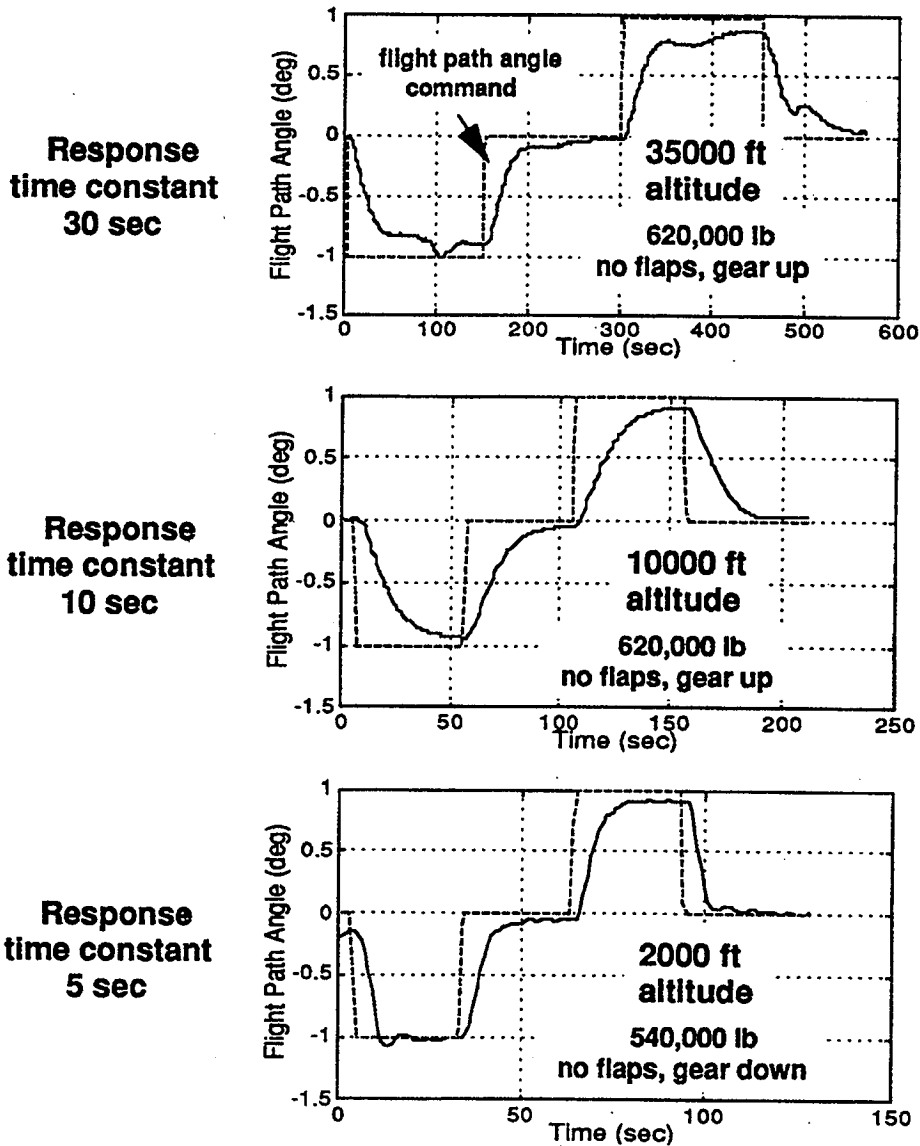 Response
time constant
30 sec
Flight Path Angle (deg)
1
0.5
0
-0.5
-1
-1.5
flight path angle
command
35000 ft
altitude
620,000 lb
no flaps, gear up
0
100
200
300
400
500
600
Time (sec)
Response
time constant
10 sec
Flight Path Angle (deg)
1
0.5
0
-0.5
-1
-1.5
10000 ft
altitude
620,000 lb
no flaps, gear up
0
50
100
150
200
250
Time (sec)
Response
time constant
5 sec
Flight Path Angle (deg)
1
0.5
0
-0.5
-1
-1.5
2000 ft
altitude
540,000 lb
no flaps, gear down
0
50
100
150
Time (sec)